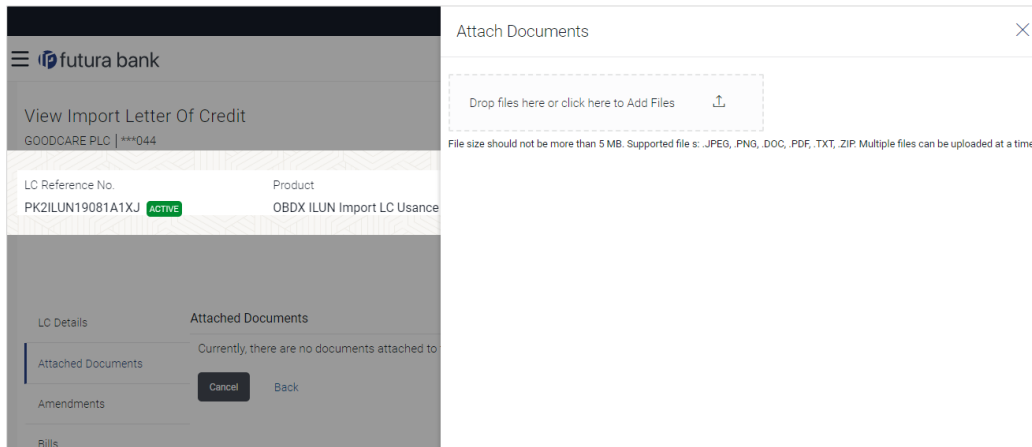 futura bank
View Import Letter Of Credit
GOODCARE PLC | ***044
LC Reference No.
PK2ILUN19081A1XJ ACTIVE
Product
OBDX ILUN Import LC Usance
LC Details
Attached Documents
Amendments
Bills
Attached Documents
Currently, there are no documents attached to
Cancel
Back
Attach Documents
Drop files here or click here to Add Files
File size should not be more than 5 MB. Supported file s: .JPEG, .PNG, .DOC, .PDF, .TXT, .ZIP. Multiple files can be uploaded at a time